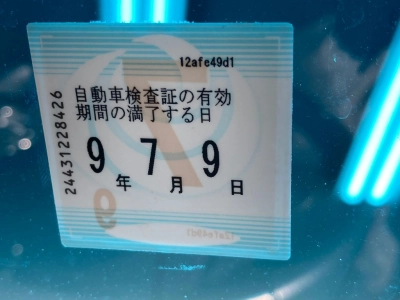 12afe49d1
自動車検査証の有効
期間の満了する日
9年7月9日
24431228426